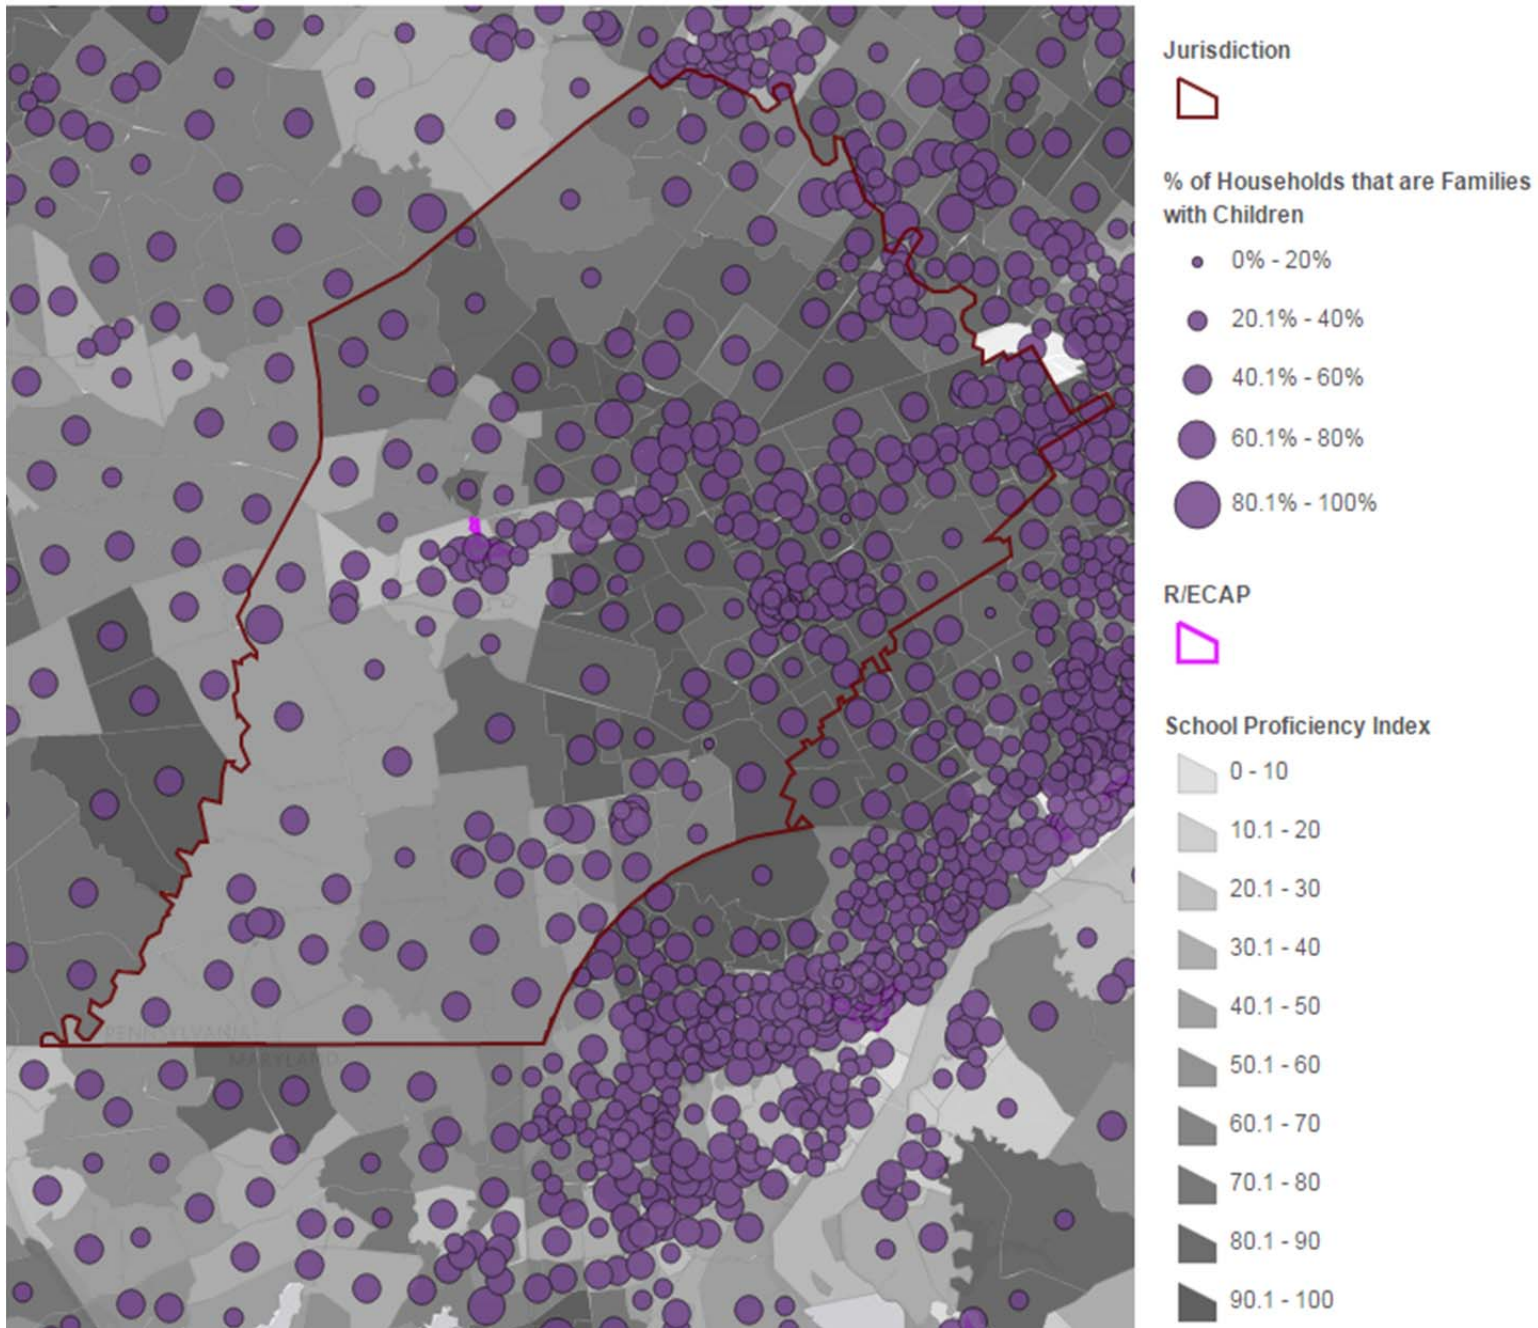 Jurisdiction
% of Households that are Families
with Children
0% - 20%
20.1% - 40%
40.1% - 60%
60.1% - 80%
80.1% - 100%
R/ECAP
School Proficiency Index
0 - 10
10.1 - 20
20.1 - 30
30.1 - 40
40.1 - 50
50.1 - 60
60.1 - 70
70.1 - 80
80.1 - 90
90.1 - 100
PENNSYLVANIA
MARYLAND